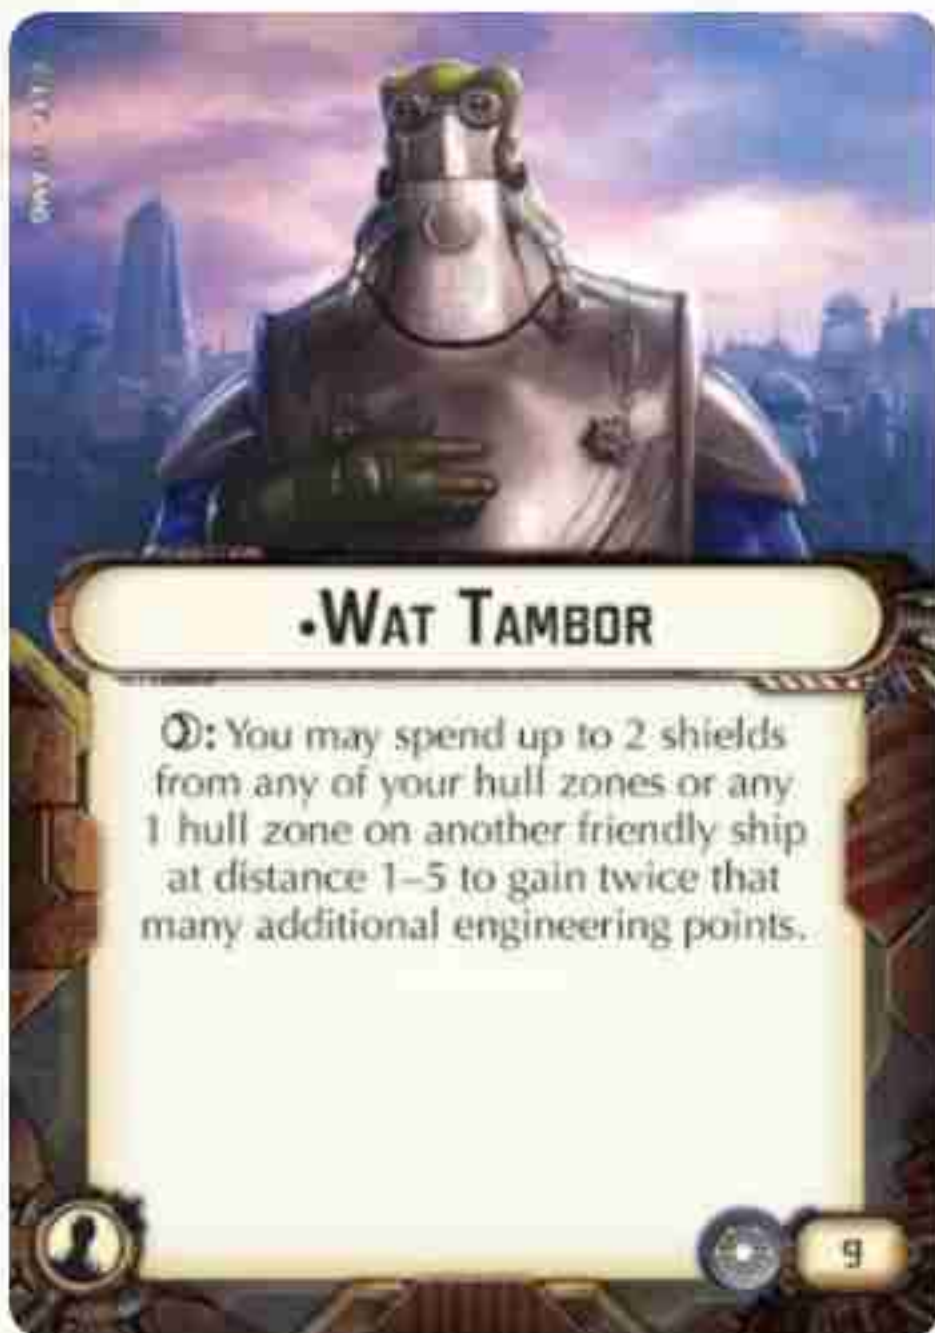 •WAT TAMBOR
: You may spend up to 2 shields
from any of your hull zones or any
1 hull zone on another friendly ship
at distance 1–5 to gain twice that
many additional engineering points.
9